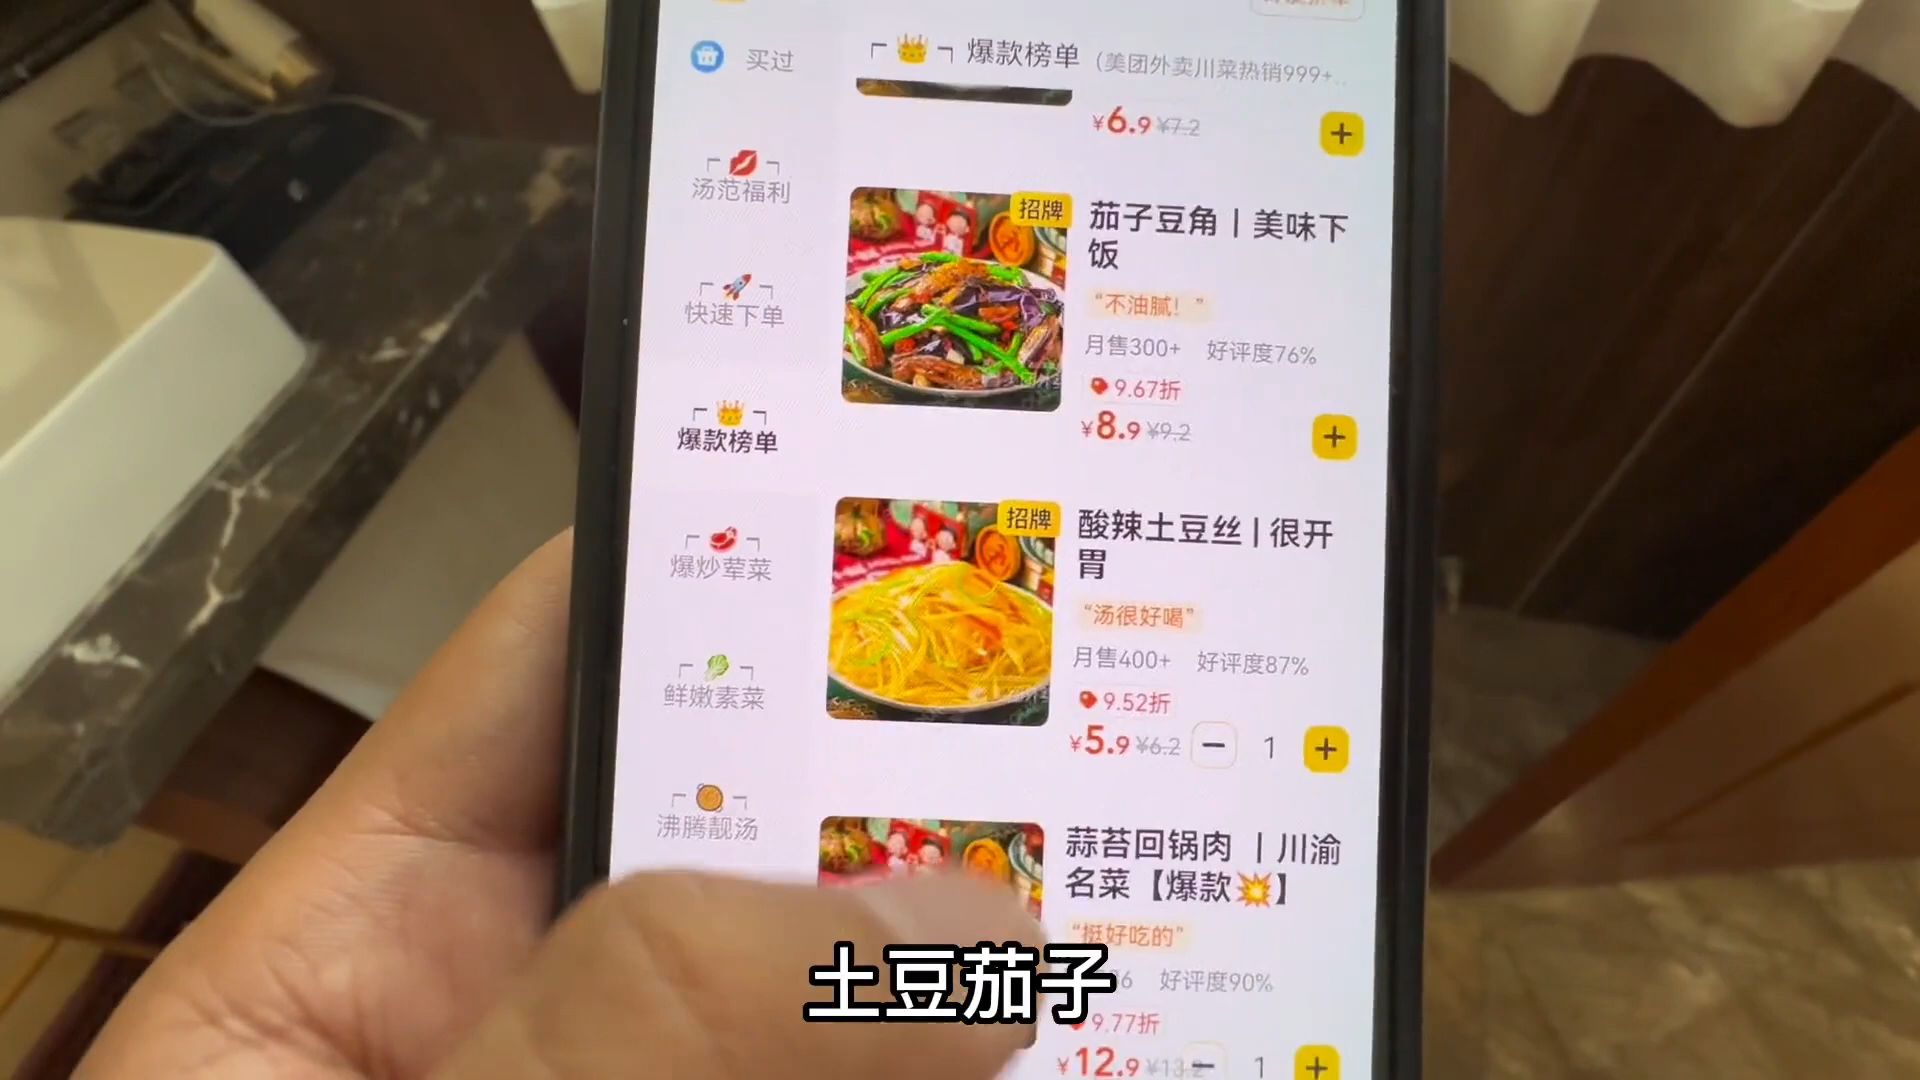 买过
爆款榜单
(美团外卖川菜热销999+..
¥6.9 ¥7.2
汤范福利
快速下单
爆款榜单
爆炒荤菜
鲜嫩素菜
沸腾靓汤
招牌
茄子豆角丨美味下
饭
“不油腻！”
月售300+ 好评度76%
9.67折
¥8.9 ¥9.2
招牌
酸辣土豆丝|很开
胃
“汤很好喝”
月售400+ 好评度87%
9.52折
¥5.9 ¥6.2
1
蒜苔回锅肉 丨川渝
名菜【爆款💥】
“挺好吃的”
好评度90%
9.77折
¥12.9
1
土豆茄子